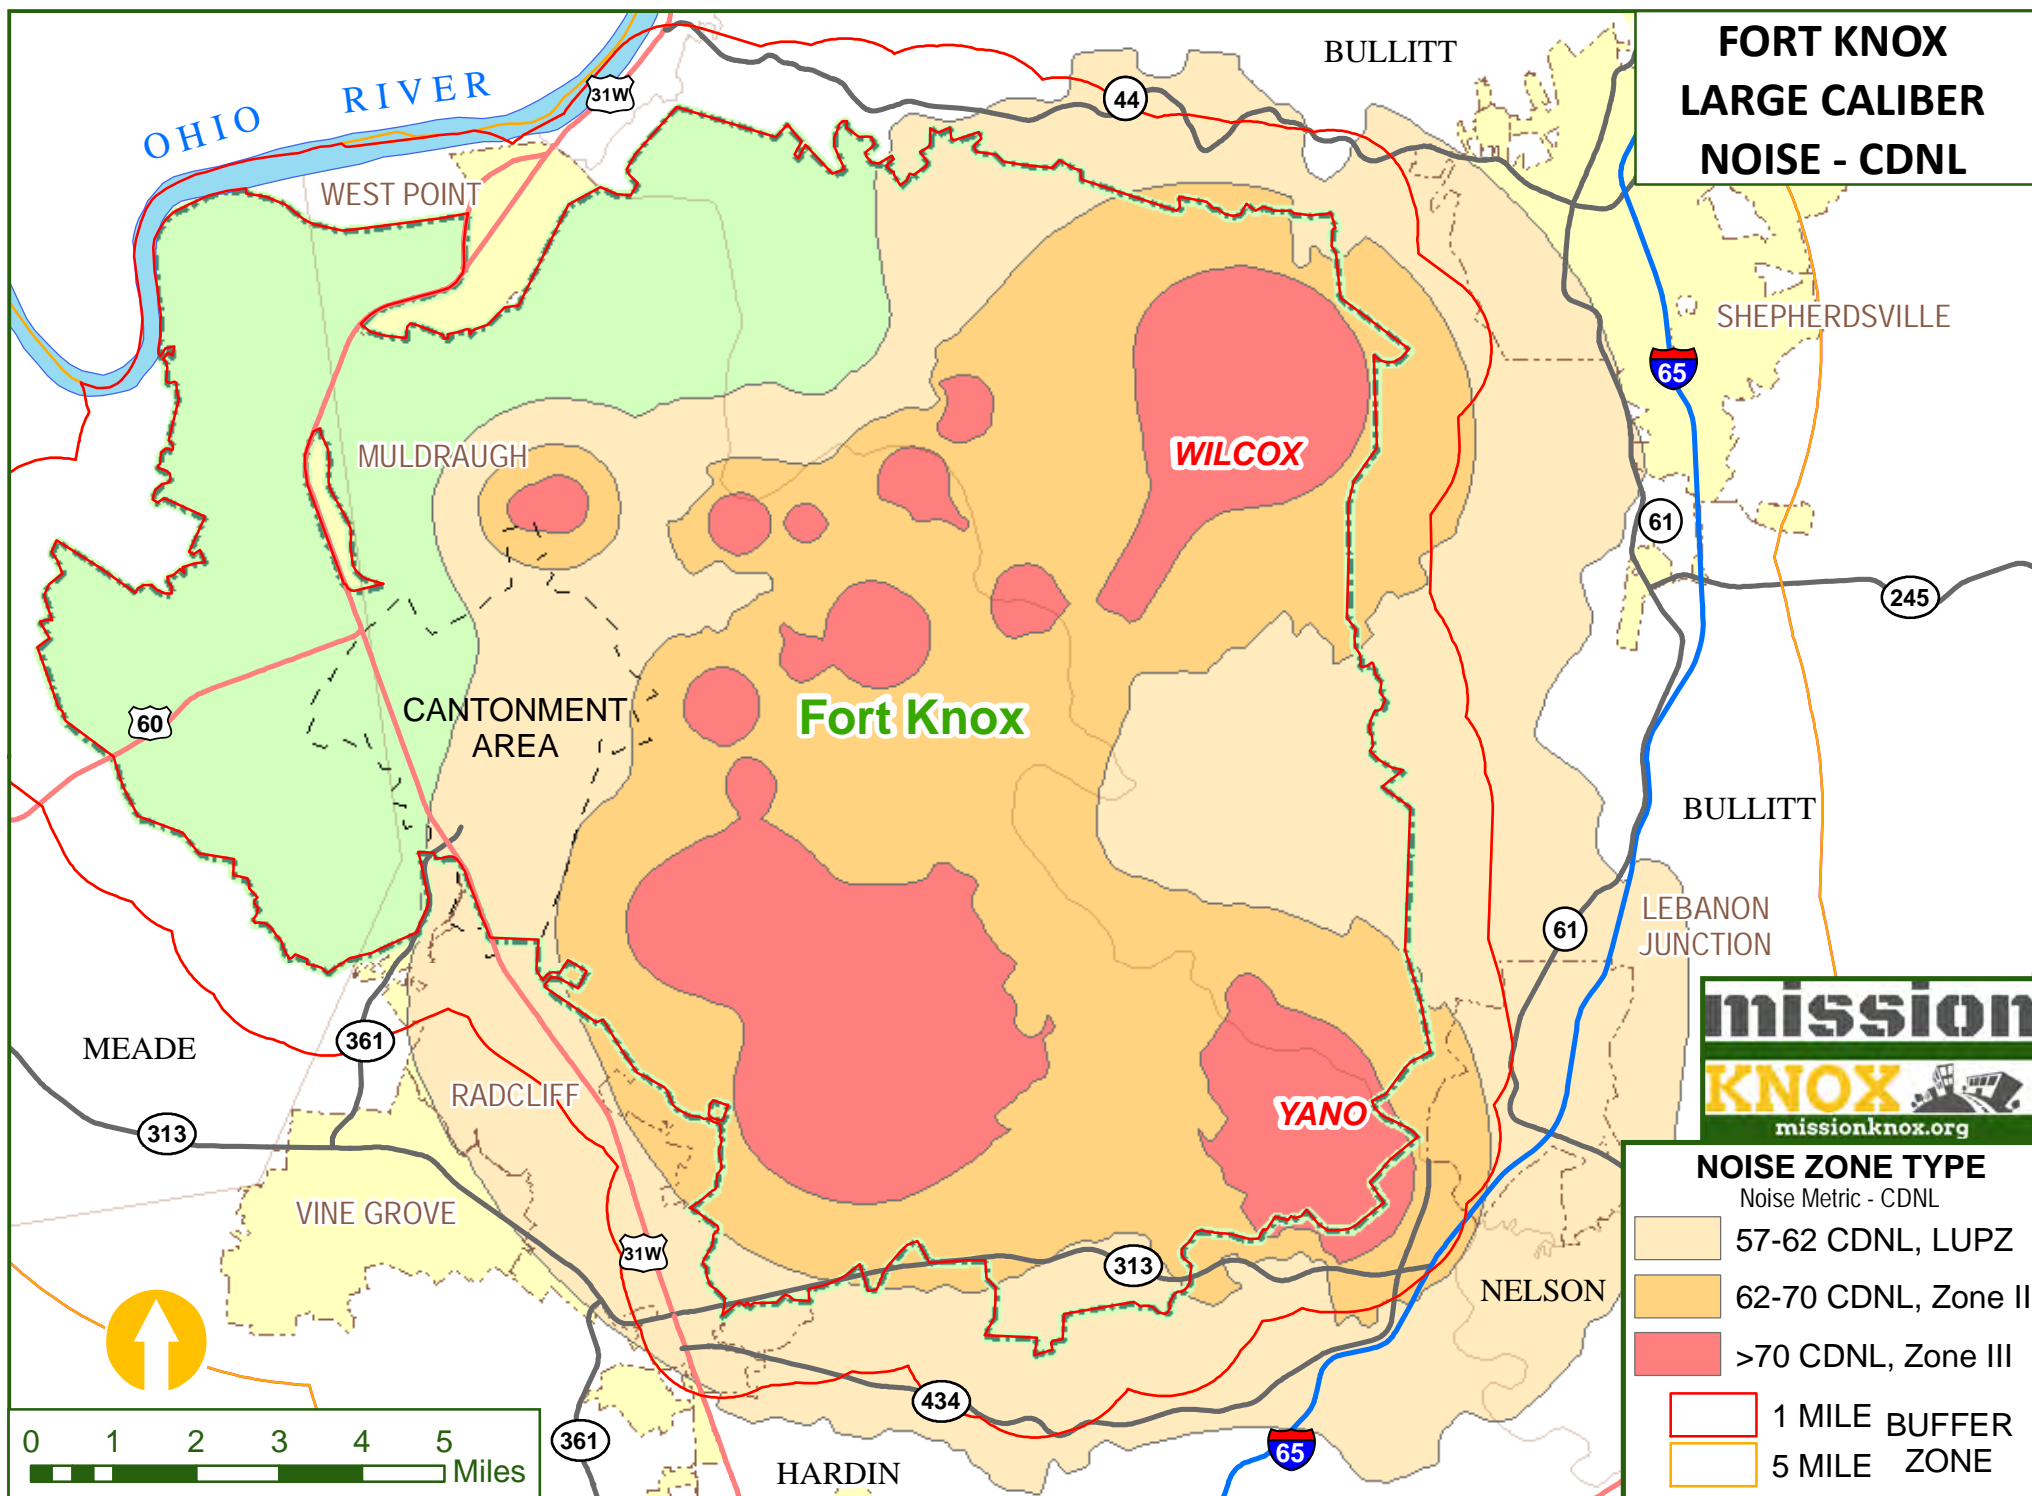 FORT KNOX
LARGE CALIBER
NOISE - CDNL
BULLITT
OHIO RIVER
31W
44
WEST POINT
SHEPHERDSVILLE
65
MULDRAUGH
WILCOX
61
245
60
CANTONMENT
AREA
Fort Knox
BULLITT
LEBANON
JUNCTION
61
mission
KNOX
missionknox.org
MEADE
361
313
RADCLIFF
YANO
VINE GROVE
31W
313
NELSON
NOISE ZONE TYPE
Noise Metric - CDNL
57-62 CDNL, LUPZ
62-70 CDNL, Zone II
>70 CDNL, Zone III
1 MILE
5 MILE
BUFFER
ZONE
434
361
65
HARDIN
0 1 2 3 4 5
Miles